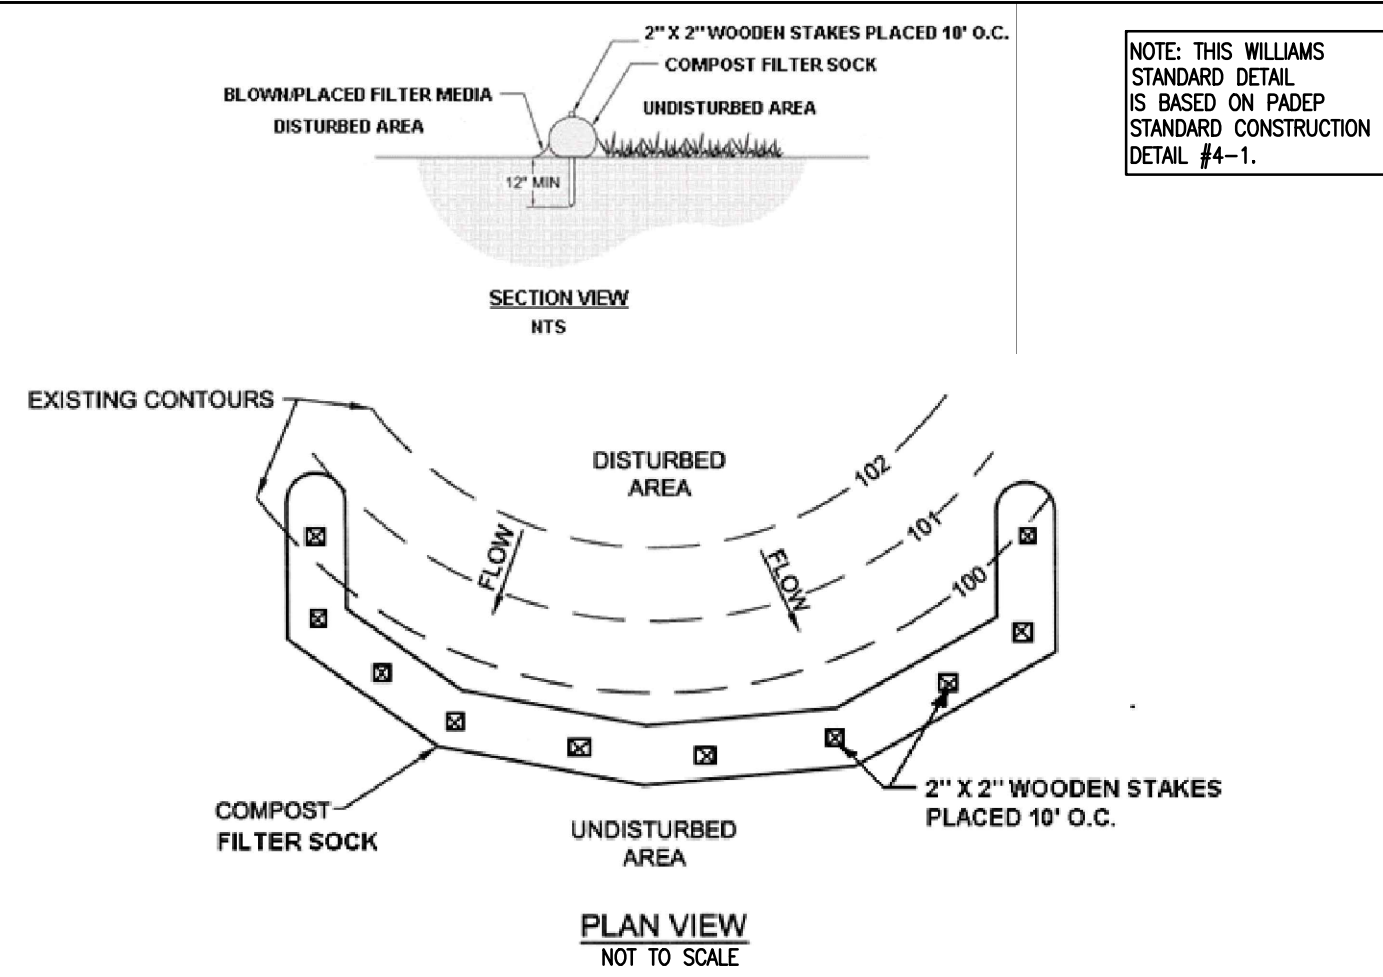 2" X 2" WOODEN STAKES PLACED 10' O.C.
COMPOST FILTER SOCK
BLOWN/PLACED FILTER MEDIA
UNDISTURBED AREA
DISTURBED AREA
12" MIN
SECTION VIEW
NTS
NOTE: THIS WILLIAMS
STANDARD DETAIL
IS BASED ON PADEP
STANDARD CONSTRUCTION
DETAIL #4-1.
EXISTING CONTOURS
DISTURBED
AREA
102
101
100
FLOW
FLOW
2" X 2" WOODEN STAKES
PLACED 10' O.C.
COMPOST
FILTER SOCK
UNDISTURBED
AREA
PLAN VIEW
NOT TO SCALE